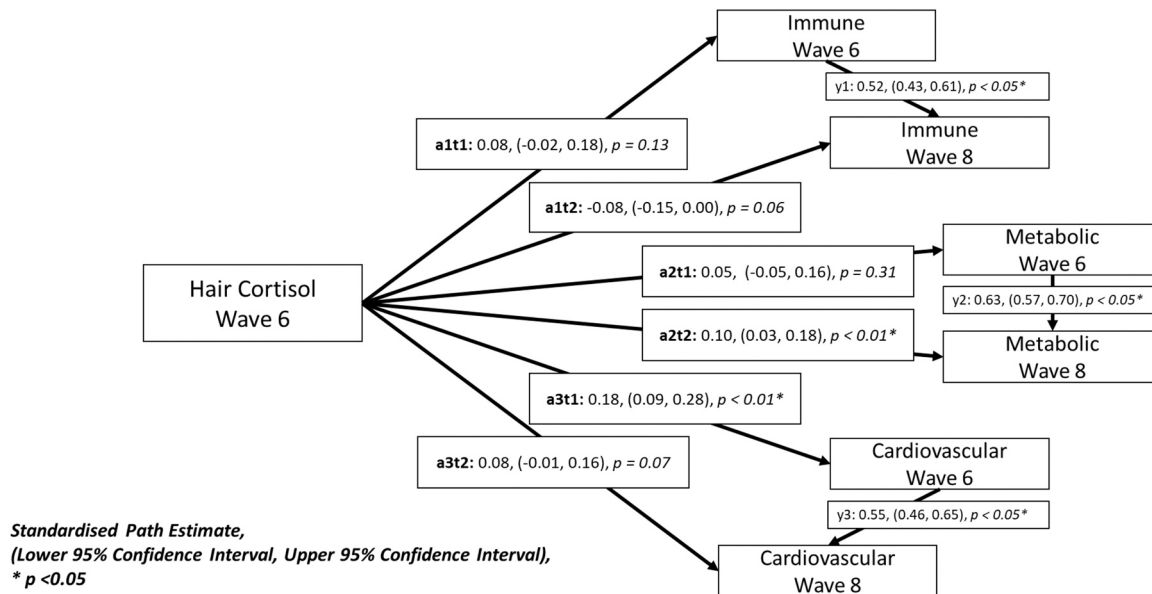 Immune
Wave 6
y1: 0.52, (0.43, 0.61), p < 0.05*
Immune
Wave 8
a1t1: 0.08, (-0.02, 0.18), p = 0.13
a1t2: -0.08, (-0.15, 0.00), p = 0.06
Metabolic
Wave 6
a2t1: 0.05, (-0.05, 0.16), p = 0.31
Hair Cortisol
Wave 6
y2: 0.63, (0.57, 0.70), p < 0.05*
a2t2: 0.10, (0.03, 0.18), p < 0.01*
Metabolic
Wave 8
a3t1: 0.18, (0.09, 0.28), p < 0.01*
a3t2: 0.08, (-0.01, 0.16), p = 0.07
Cardiovascular
Wave 6
y3: 0.55, (0.46, 0.65), p < 0.05*
Cardiovascular
Wave 8
Standardised Path Estimate,
(Lower 95% Confidence Interval, Upper 95% Confidence Interval),
* p <0.05